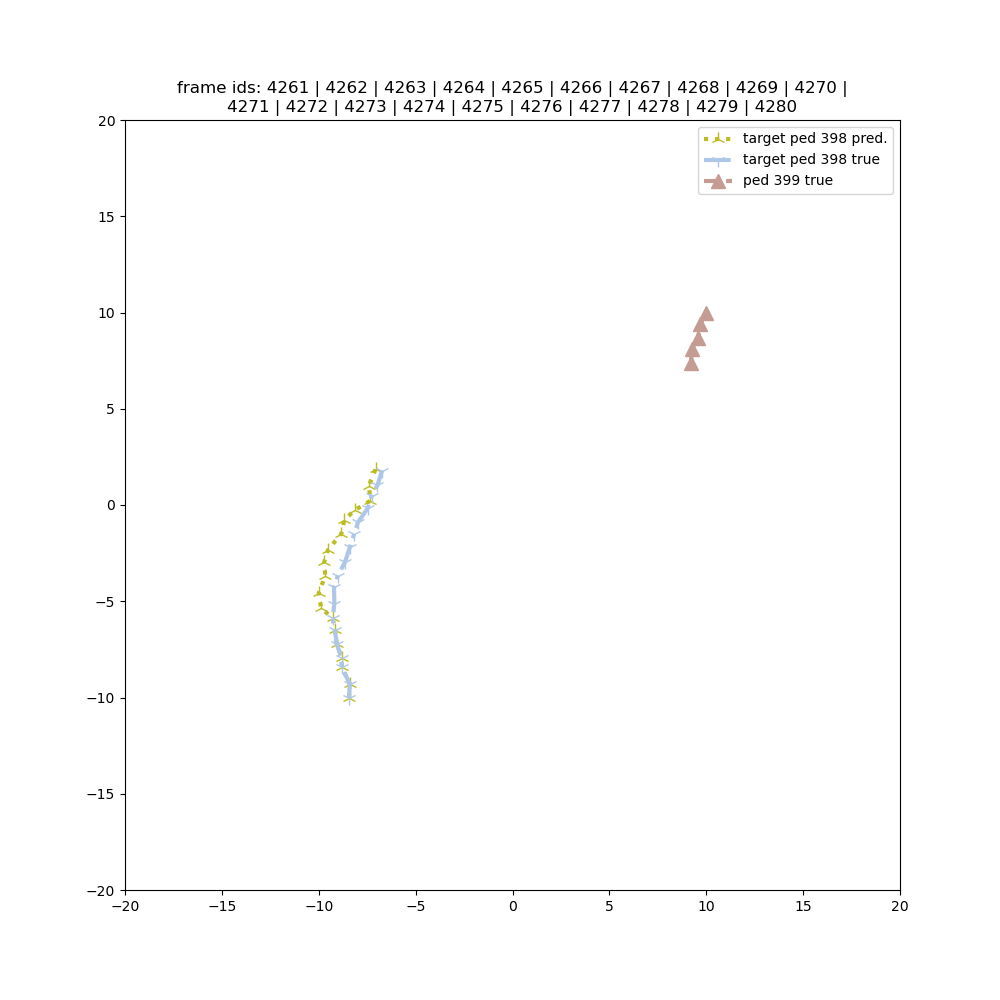 frame ids: 4261 | 4262 | 4263 | 4264 | 4265 | 4266 | 4267 | 4268 | 4269 | 4270 |
4271 | 4272 | 4273 | 4274 | 4275 | 4276 | 4277 | 4278 | 4279 | 4280
target ped 398 pred.
target ped 398 true
ped 399 true
20
15
10
5
0
−5
−10
−15
−20
−20 −15 −10 −5 0 5 10 15 20